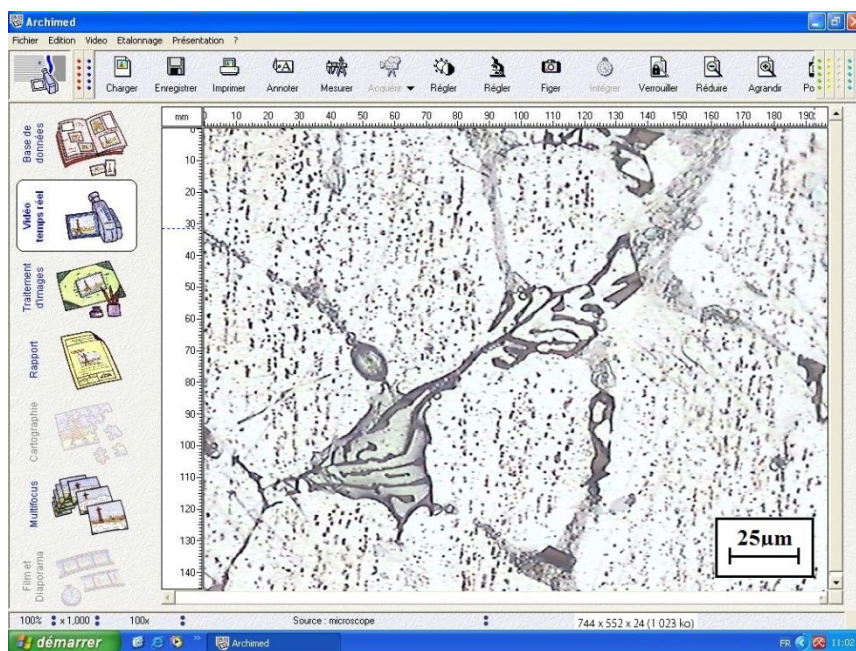 Archimed
Fichier Edition Video Etalonnage Présentation ?
Charger Enregistrer Imprimer Annoter Mesurer Acquérir Régler Régler Figer Intégrer Verrouiller Réduire Agrandir Po
mm 0 10 20 30 40 50 60 70 80 90 100 110 120 130 140 150 160 170 180 190
0
10
20
30
40
50
60
70
80
90
100
110
120
130
140
Base de
données
Vidéo
temps réel
Traitement
d'images
Rapport
Cartographie
Multifocus
Film et
Diaporama
25µm
100% x 1,000 100x Source : microscope 744 x 552 x 24 (1 023 ko)
démarrer » Archimed FR 11:02